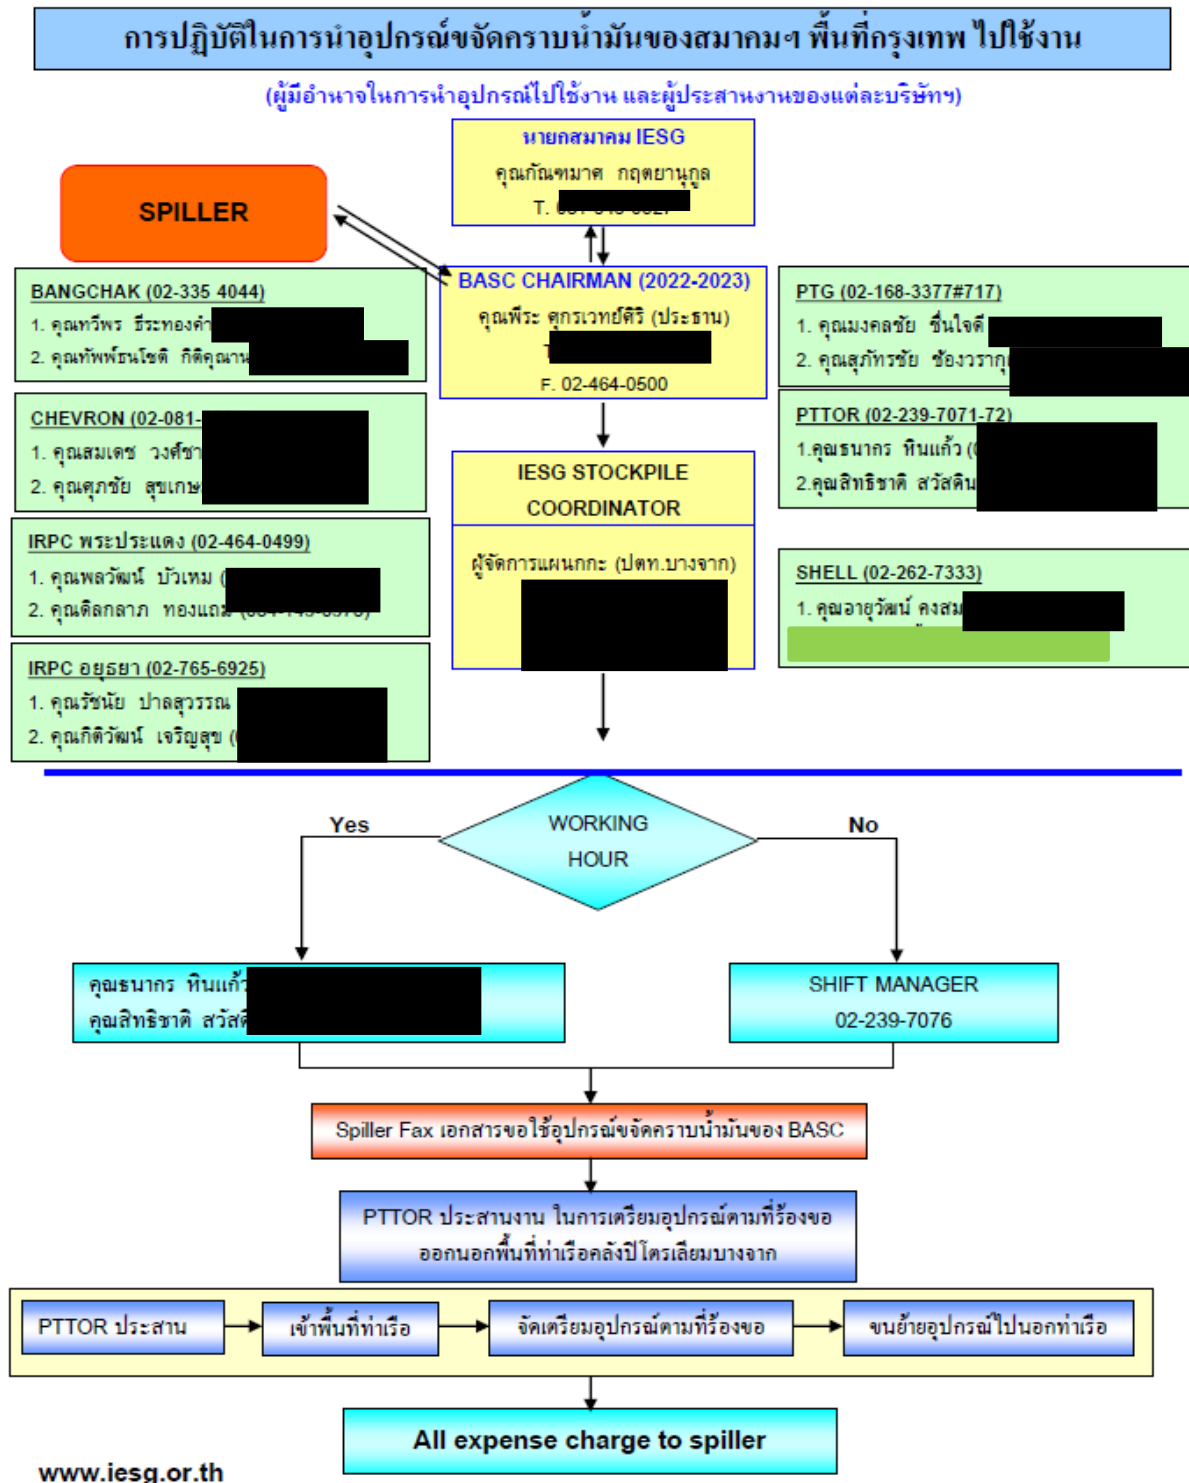 การปฏิบัติในการนำอุปกรณ์ขจัดคราบน้ำมันของสมาคมฯ พื้นที่กรุงเทพ ไปใช้งาน
(ผู้มีอำนาจในการนำอุปกรณ์ไปใช้งาน และผู้ประสานงานของแต่ละบริษัทฯ)
นายกสมาคม IESG
คุณกัณฑมาศ กฤตยานุกูล
T.
SPILLER
BASC CHAIRMAN (2022-2023)
คุณพีระ ศุกรเวทย์ศิริ (ประธาน)
F. 02-464-0500
BANGCHAK (02-335 4044)
1. คุณทวีพร ธีระทองคำ
2. คุณทัพพ์ธนโชติ กิติคุณาน
CHEVRON (02-081-
1. คุณสมเดช วงศ์ชา
2. คุณศุภชัย สุขเกษ
IRPC พระประแดง (02-464-0499)
1. คุณพลวัฒน์ บัวเทม (
2. คุณดิลกลาภ ทองแถม
IRPC อยุธยา (02-765-6925)
1. คุณรัชนัย ปาลสุวรรณ
2. คุณกิติวัฒน์ เจริญสุข (
IESG STOCKPILE
COORDINATOR
ผู้จัดการแผนกกะ (ปตท.บางจาก)
PTG (02-168-3377#717)
1. คุณมงคลชัย ชื่นใจดี
2. คุณสุภัทรชัย ช้องวรากุ
PTTOR (02-239-7071-72)
1.คุณธนากร หินแก้ว (
2.คุณสิทธิชาติ สวัสดิน
SHELL (02-262-7333)
1. คุณอายุวัฒน์ คงสม
Yes
WORKING
HOUR
No
คุณธนากร หินแก้ว
คุณสิทธิชาติ สวัสดิ
SHIFT MANAGER
02-239-7076
Spiller Fax เอกสารขอใช้อุปกรณ์ขจัดคราบน้ำมันของ BASC
PTTOR ประสานงาน ในการเตรียมอุปกรณ์ตามที่ร้องขอ
ออกนอกพื้นที่ท่าเรือคลังปิโตรเลียมบางจาก
PTTOR ประสาน
เข้าพื้นที่ท่าเรือ
จัดเตรียมอุปกรณ์ตามที่ร้องขอ
ขนย้ายอุปกรณ์ไปนอกท่าเรือ
All expense charge to spiller
www.iesg.or.th